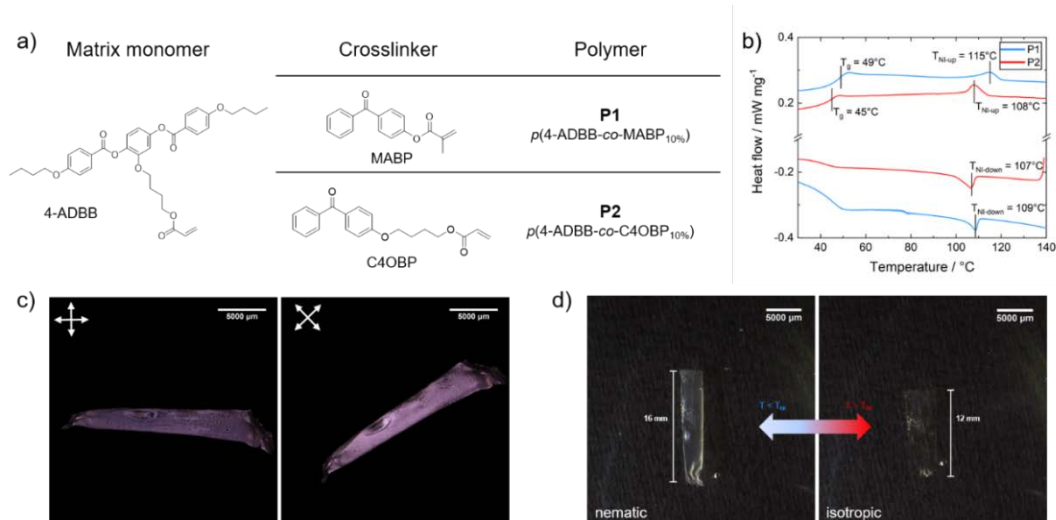 a)
Matrix monomer
Crosslinker
Polymer
4-ADBB
MABP
P1
p(4-ADBB-co-MABP10%)
C4OBP
P2
p(4-ADBB-co-C4OBP10%)
b)
Heat flow / mW mg-1
0.4
0.2
-0.2
-0.4
P1
P2
Tg = 49°C
TNI-up = 115°C
Tg = 45°C
TNI-up = 108°C
TNI-down = 107°C
TNI-down = 109°C
40
60
80
100
120
140
Temperature / °C
c)
5000 µm
5000 µm
d)
5000 µm
5000 µm
16 mm
12 mm
nematic
isotropic